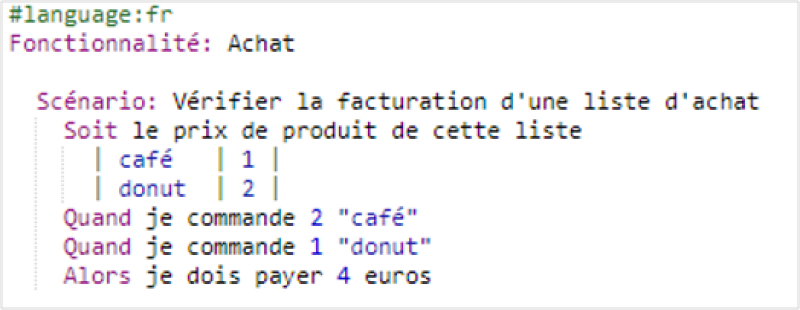 #language:fr
Fonctionnalité: Achat
Scénario: Vérifier la facturation d'une liste d'achat
Soit le prix de produit de cette liste
| café | 1 |
| donut | 2 |
Quand je commande 2 "café"
Quand je commande 1 "donut"
Alors je dois payer 4 euros